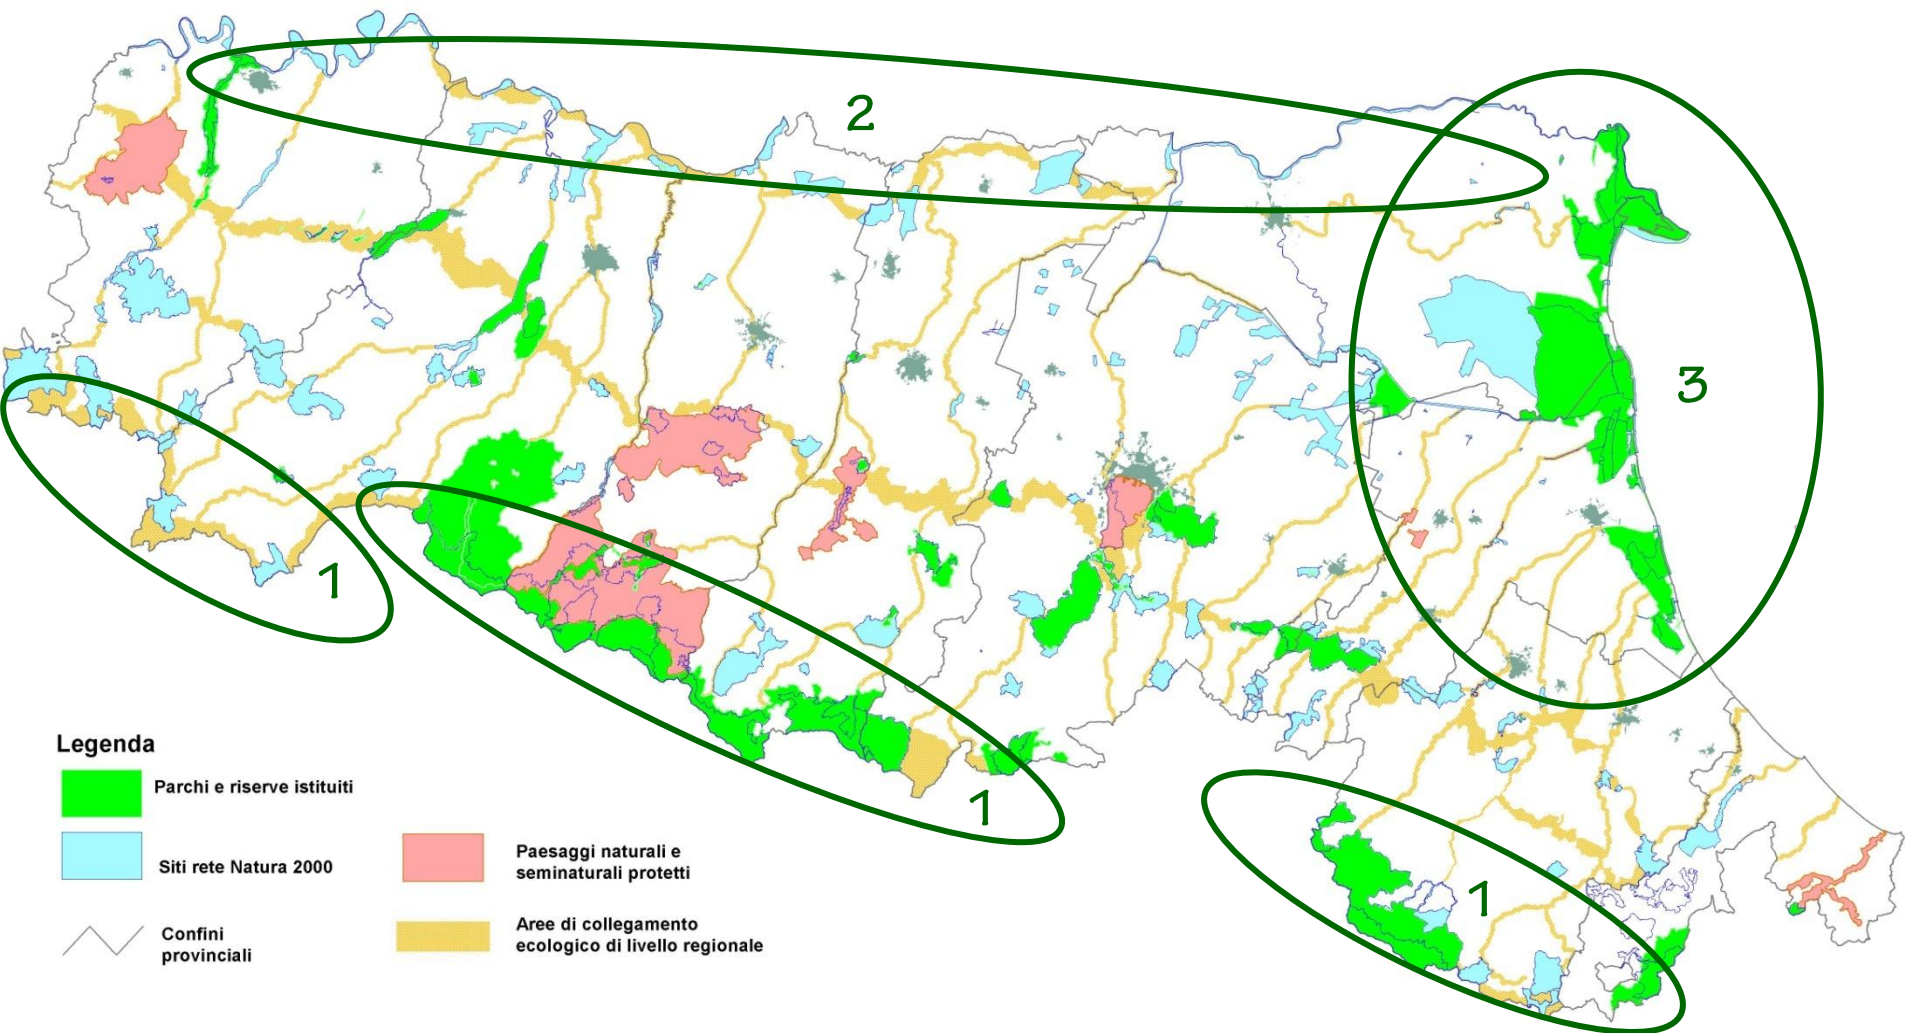 2
3
1
1
1
Legenda
Parchi e riserve istituiti
Siti rete Natura 2000
Confini
provinciali
Paesaggi naturali e
seminaturali protetti
Aree di collegamento
ecologico di livello regionale